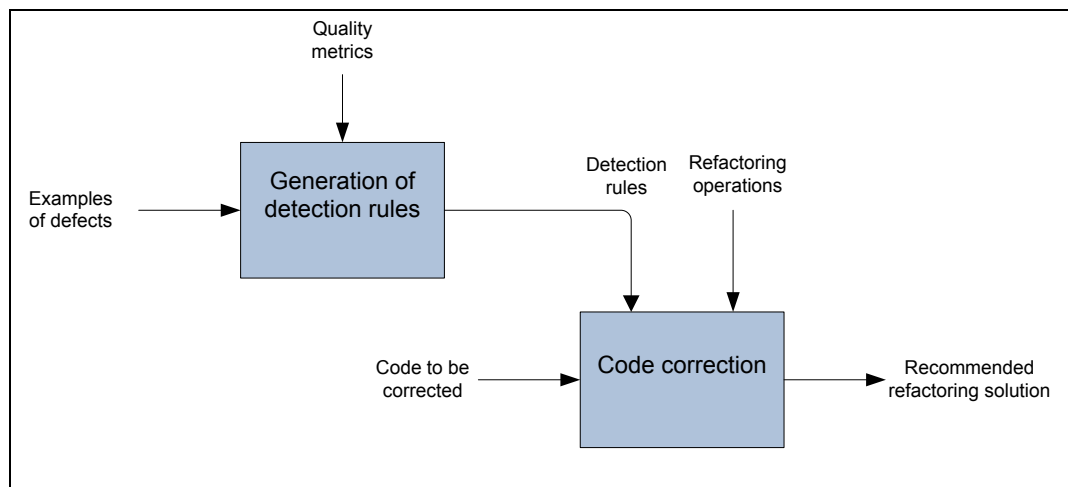 Quality
metrics
Generation of
detection rules
Examples
of defects
Detection
rules
Refactoring
operations
Code to be
corrected
Code correction
Recommended
refactoring solution